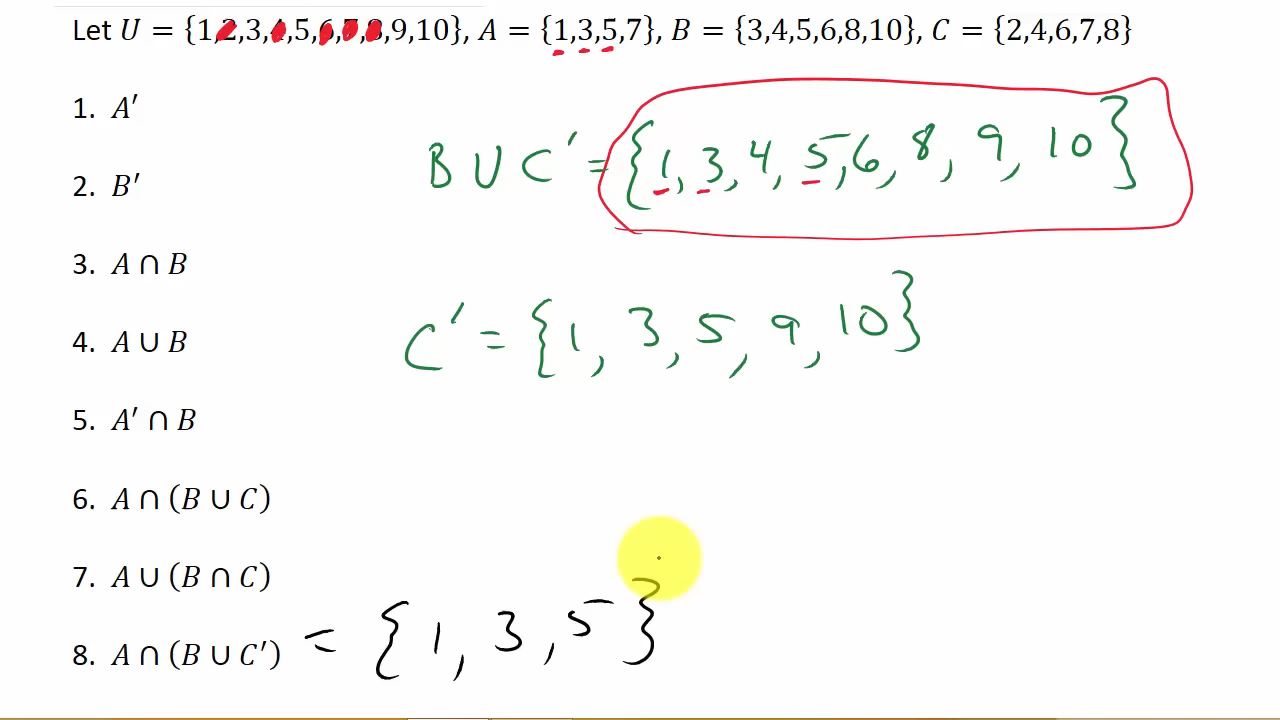 Let U = {1,2,3,4,5,6,7,8,9,10}, A = {1,3,5,7}, B = {3,4,5,6,8,10}, C = {2,4,6,7,8}
1. A′
B ∪ C′ = {1, 3, 4, 5, 6, 8, 9, 10}
2. B′
3. A ∩ B
4. A ∪ B
C′ = {1, 3, 5, 9, 10}
5. A′ ∩ B
6. A ∩ (B ∪ C)
7. A ∪ (B ∩ C)
8. A ∩ (B ∪ C′) = {1, 3, 5}